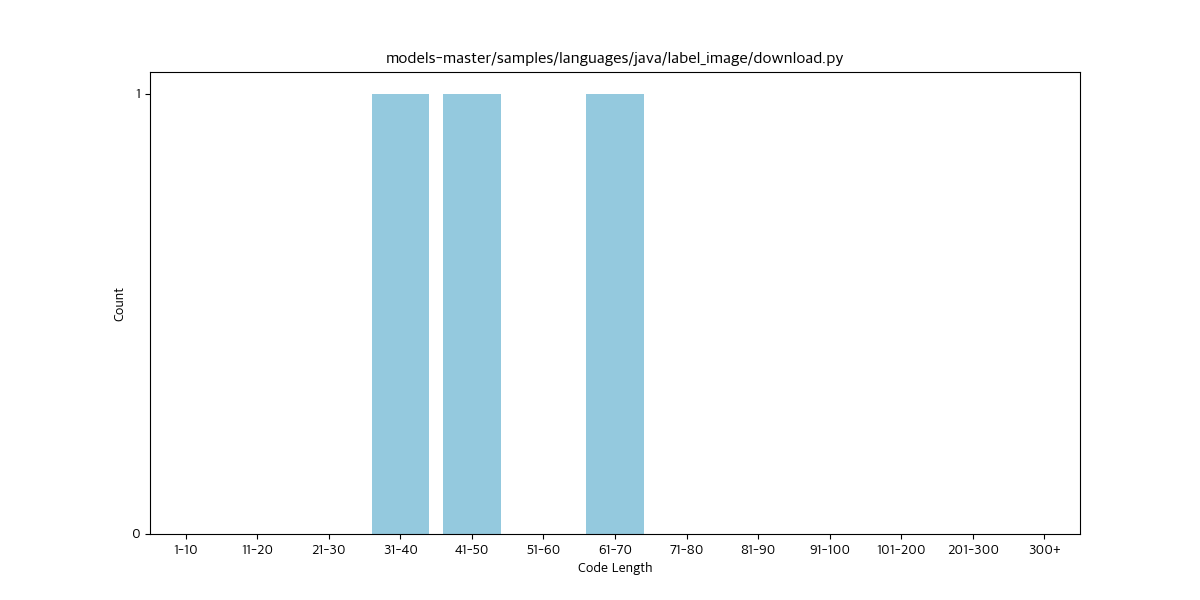 models-master/samples/languages/java/label_image/download.py
1
0
Count
1-10 11-20 21-30 31-40 41-50 51-60 61-70 71-80 81-90 91-100 101-200 201-300 300+
Code Length